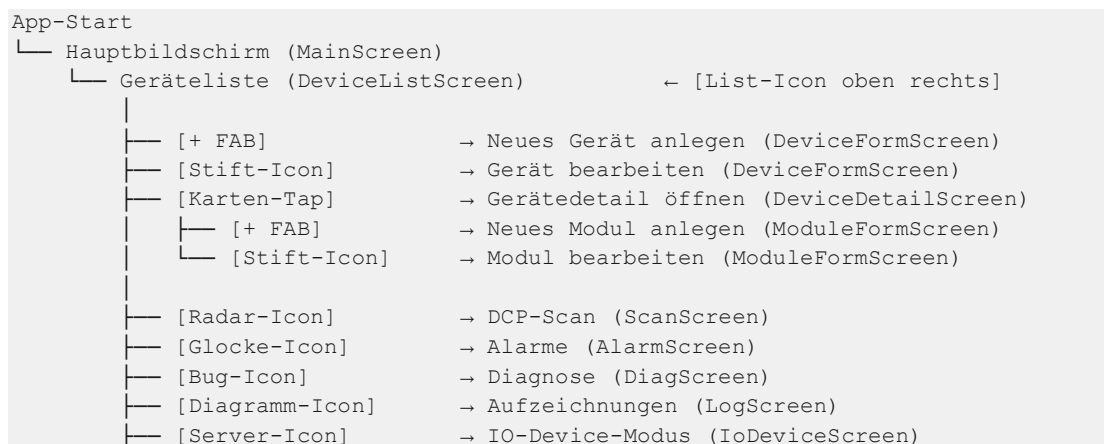 App-Start
└── Hauptbildschirm (MainScreen)
    └── Geräteliste (DeviceListScreen)          ← [List-Icon oben rechts]
        │
        ├── [+ FAB]              → Neues Gerät anlegen (DeviceFormScreen)
        ├── [Stift-Icon]         → Gerät bearbeiten (DeviceFormScreen)
        ├── [Karten-Tap]         → Gerätedetail öffnen (DeviceDetailScreen)
        │   ├── [+ FAB]          → Neues Modul anlegen (ModuleFormScreen)
        │   └── [Stift-Icon]     → Modul bearbeiten (ModuleFormScreen)
        │
        ├── [Radar-Icon]         → DCP-Scan (ScanScreen)
        ├── [Glocke-Icon]        → Alarme (AlarmScreen)
        ├── [Bug-Icon]           → Diagnose (DiagScreen)
        ├── [Diagramm-Icon]      → Aufzeichnungen (LogScreen)
        ├── [Server-Icon]        → IO-Device-Modus (IoDeviceScreen)